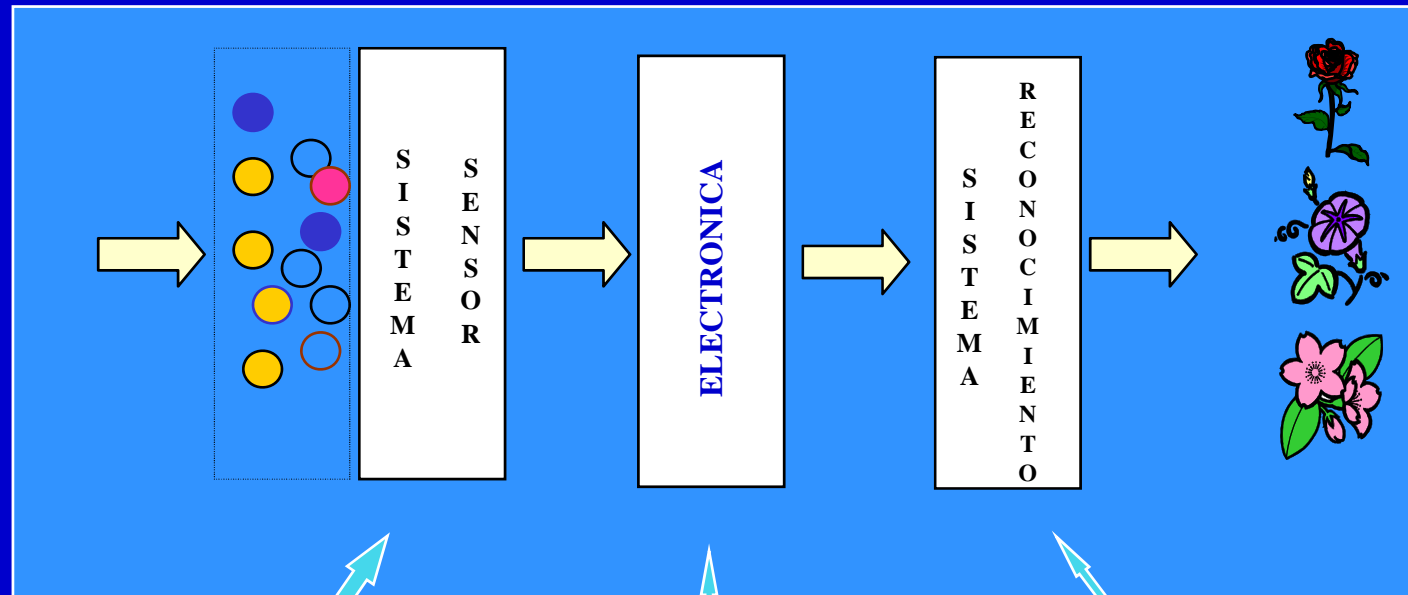 SISTEMA
SENSOR
ELECTRONICA
SISTEMA
RECONOCIMIENTO